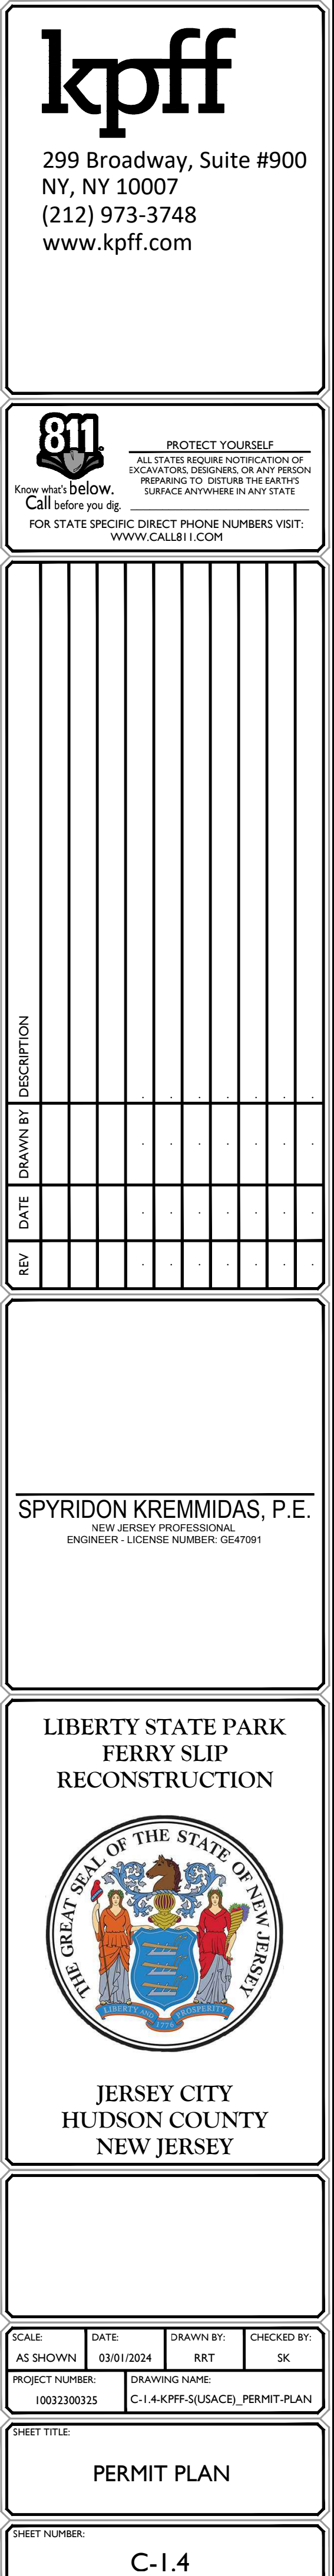 kpff
299 Broadway, Suite #900
NY, NY 10007
(212) 973-3748
www.kpff.com
811
Know what's below.
Call before you dig.
PROTECT YOURSELF
ALL STATES REQUIRE NOTIFICATION OF
EXCAVATORS, DESIGNERS, OR ANY PERSON
PREPARING TO DISTURB THE EARTH'S
SURFACE ANYWHERE IN ANY STATE
FOR STATE SPECIFIC DIRECT PHONE NUMBERS VISIT:
WWW.CALL811.COM
REV DATE DRAWN BY DESCRIPTION
SPYRIDON KREMMIDAS, P.E.
NEW JERSEY PROFESSIONAL
ENGINEER - LICENSE NUMBER: GE47091
LIBERTY STATE PARK
FERRY SLIP
RECONSTRUCTION
THE GREAT SEAL OF THE STATE OF NEW JERSEY
LIBERTY AND PROSPERITY
1776
JERSEY CITY
HUDSON COUNTY
NEW JERSEY
SCALE: DATE: DRAWN BY: CHECKED BY:
AS SHOWN 03/01/2024 RRT SK
PROJECT NUMBER: DRAWING NAME:
10032300325 C-1.4-KPFF-S(USACE)_PERMIT-PLAN
SHEET TITLE:
PERMIT PLAN
SHEET NUMBER:
C-1.4